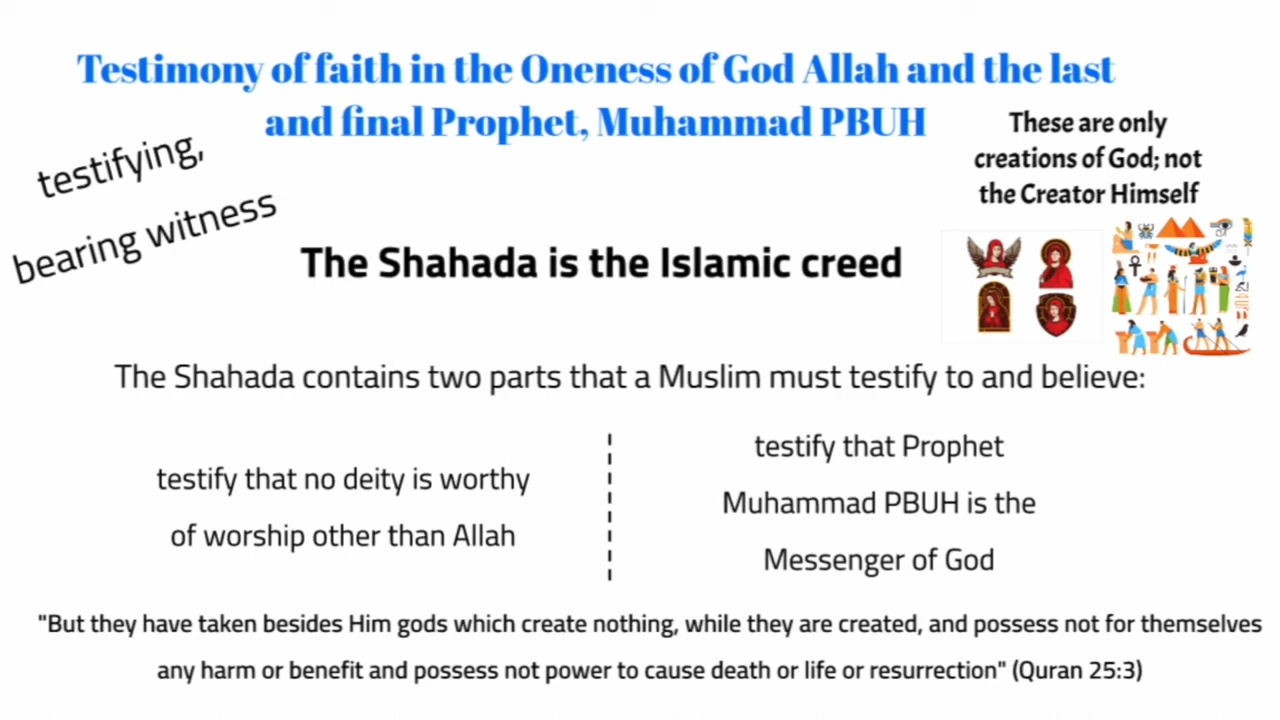 Testimony of faith in the Oneness of God Allah and the last
and final Prophet, Muhammad PBUH
testifying,
bearing witness
These are only
creations of God; not
the Creator Himself
The Shahada is the Islamic creed
The Shahada contains two parts that a Muslim must testify to and believe:
testify that no deity is worthy
of worship other than Allah
testify that Prophet
Muhammad PBUH is the
Messenger of God
"But they have taken besides Him gods which create nothing, while they are created, and possess not for themselves
any harm or benefit and possess not power to cause death or life or resurrection" (Quran 25:3)